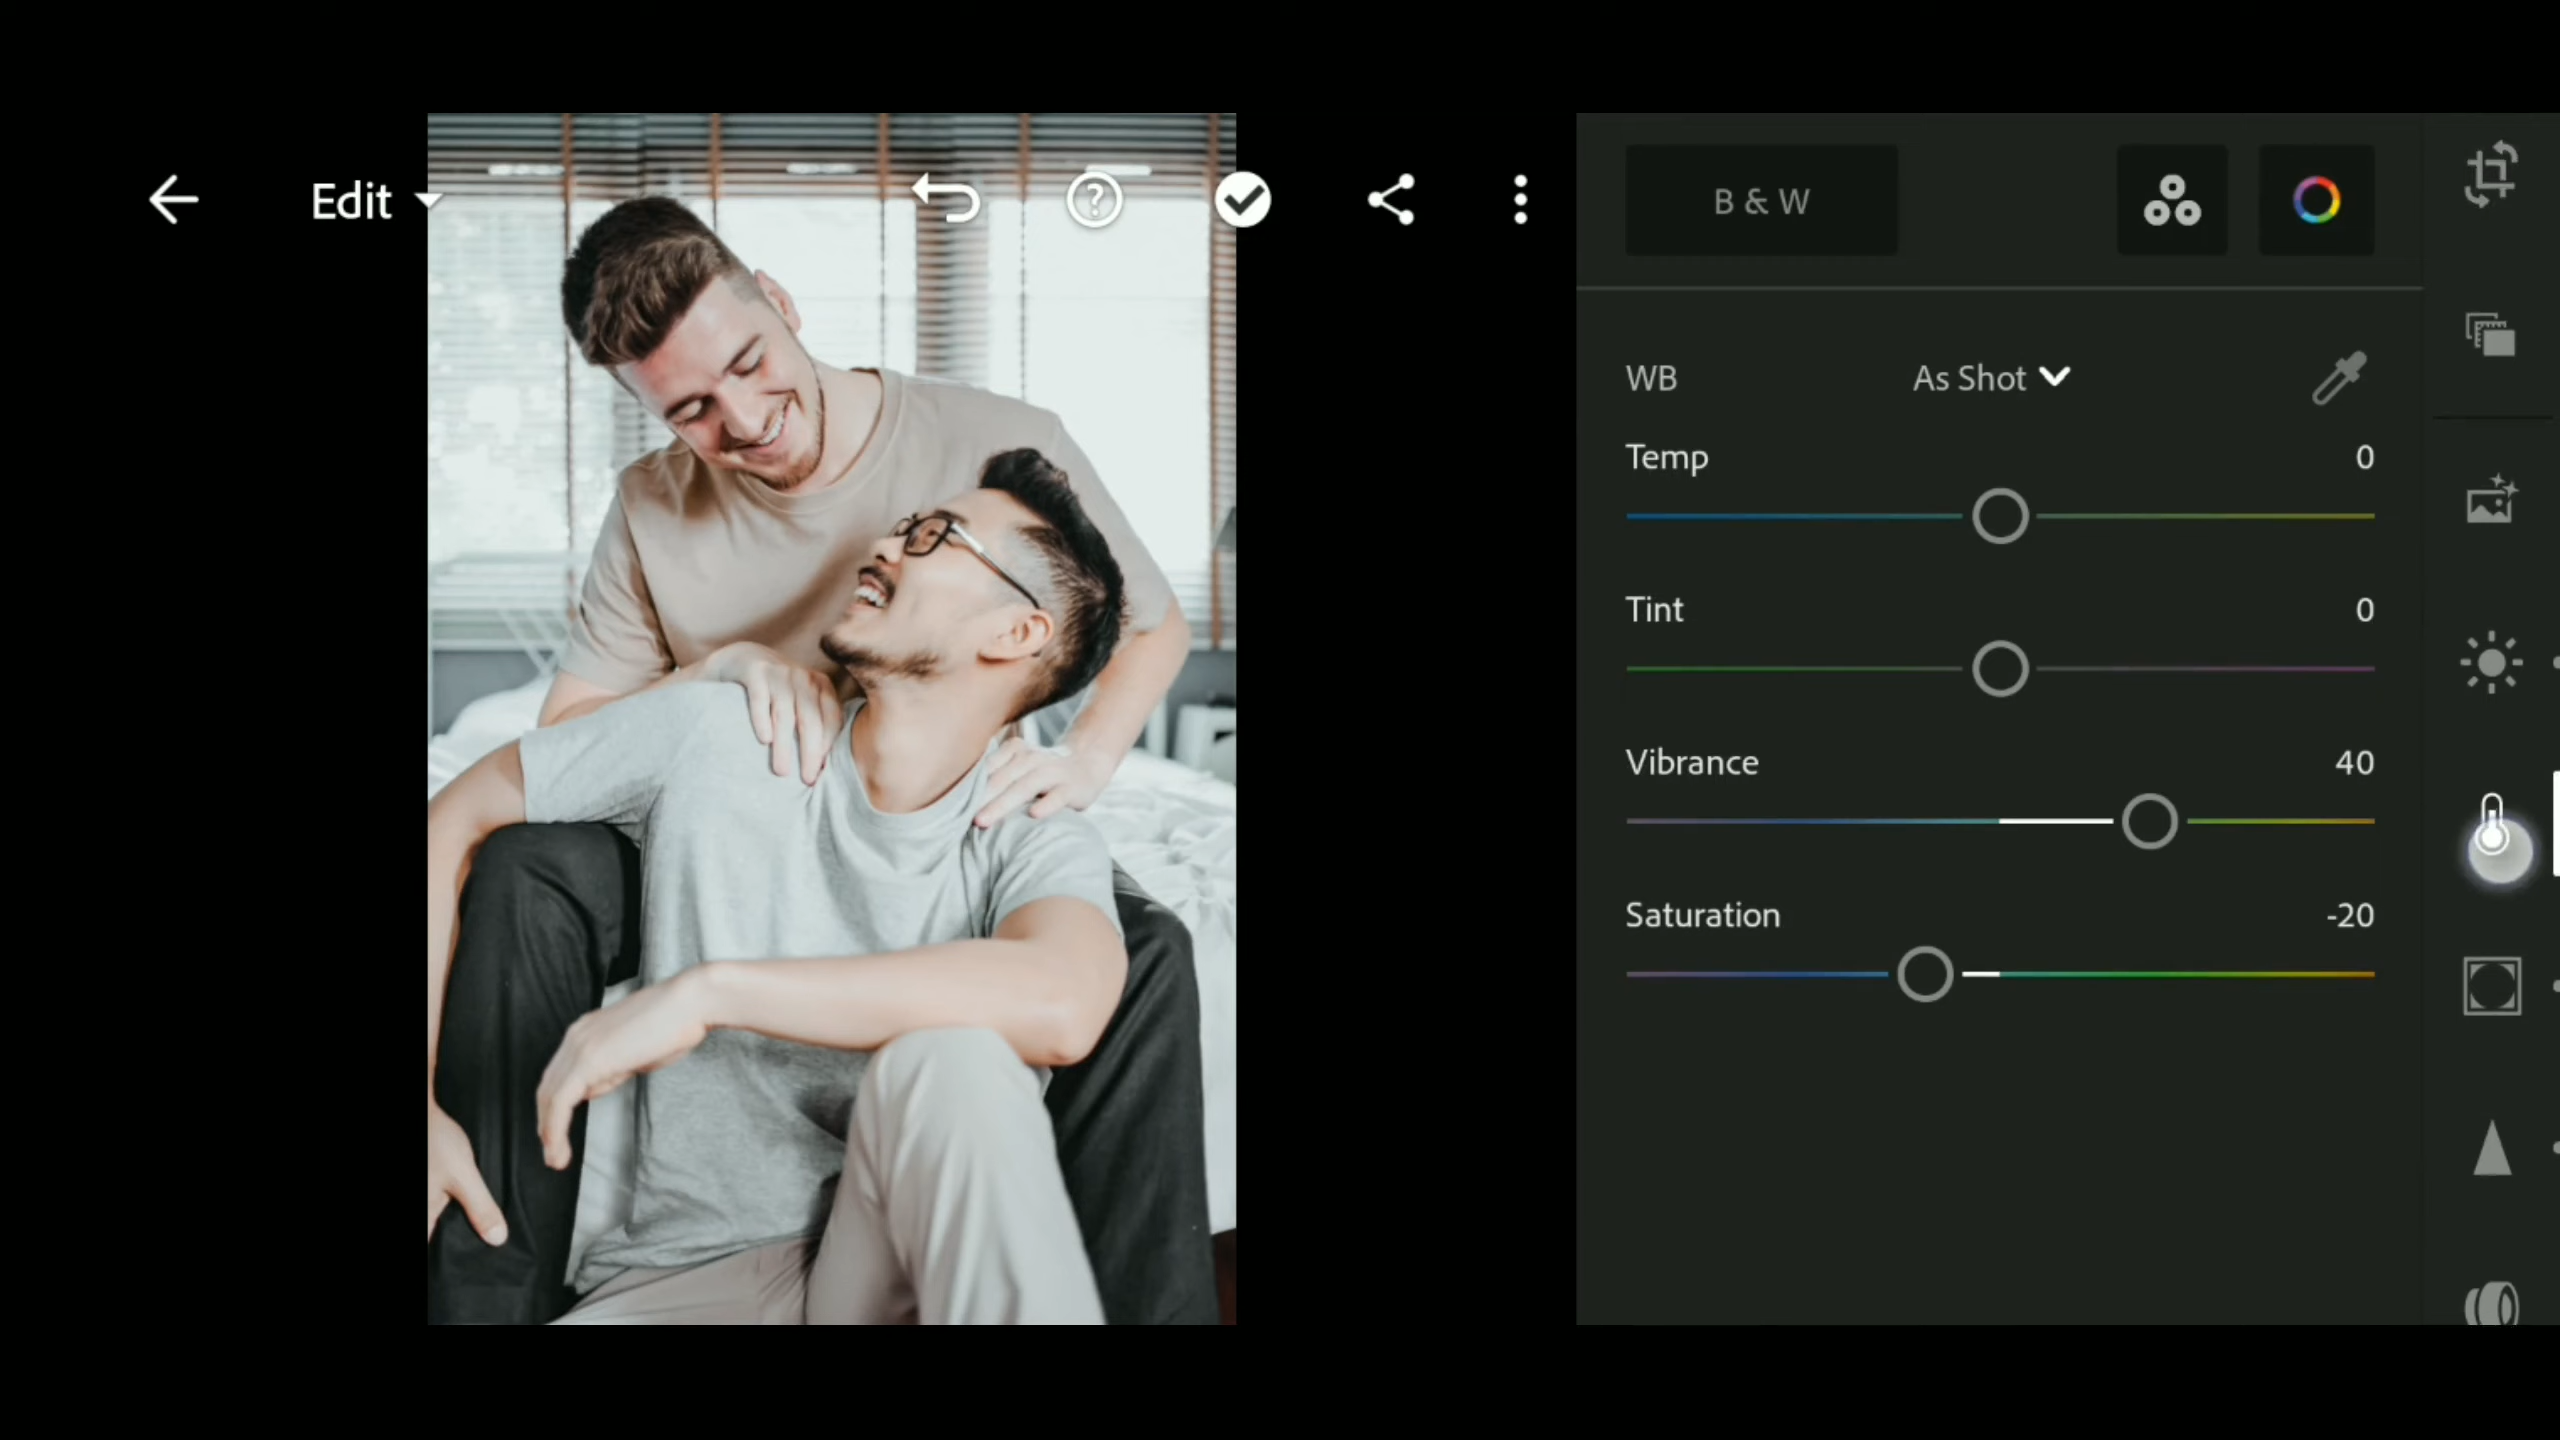 Edit
B & W
WB As Shot
Temp 0
Tint 0
Vibrance 40
Saturation -20